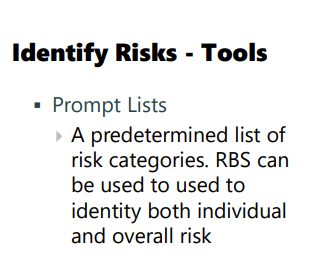 Identify Risks - Tools
Prompt Lists
A predetermined list of
risk categories. RBS can
be used to used to
identity both individual
and overall risk